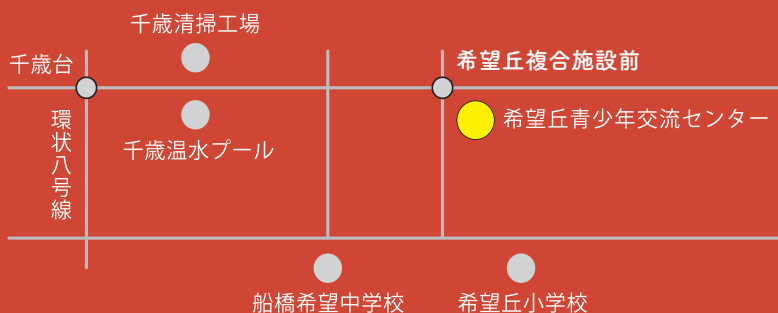 千歳清掃工場
千歳台
希望丘複合施設前
環状八号線
希望丘青少年交流センター
千歳温水プール
船橋希望中学校
希望丘小学校